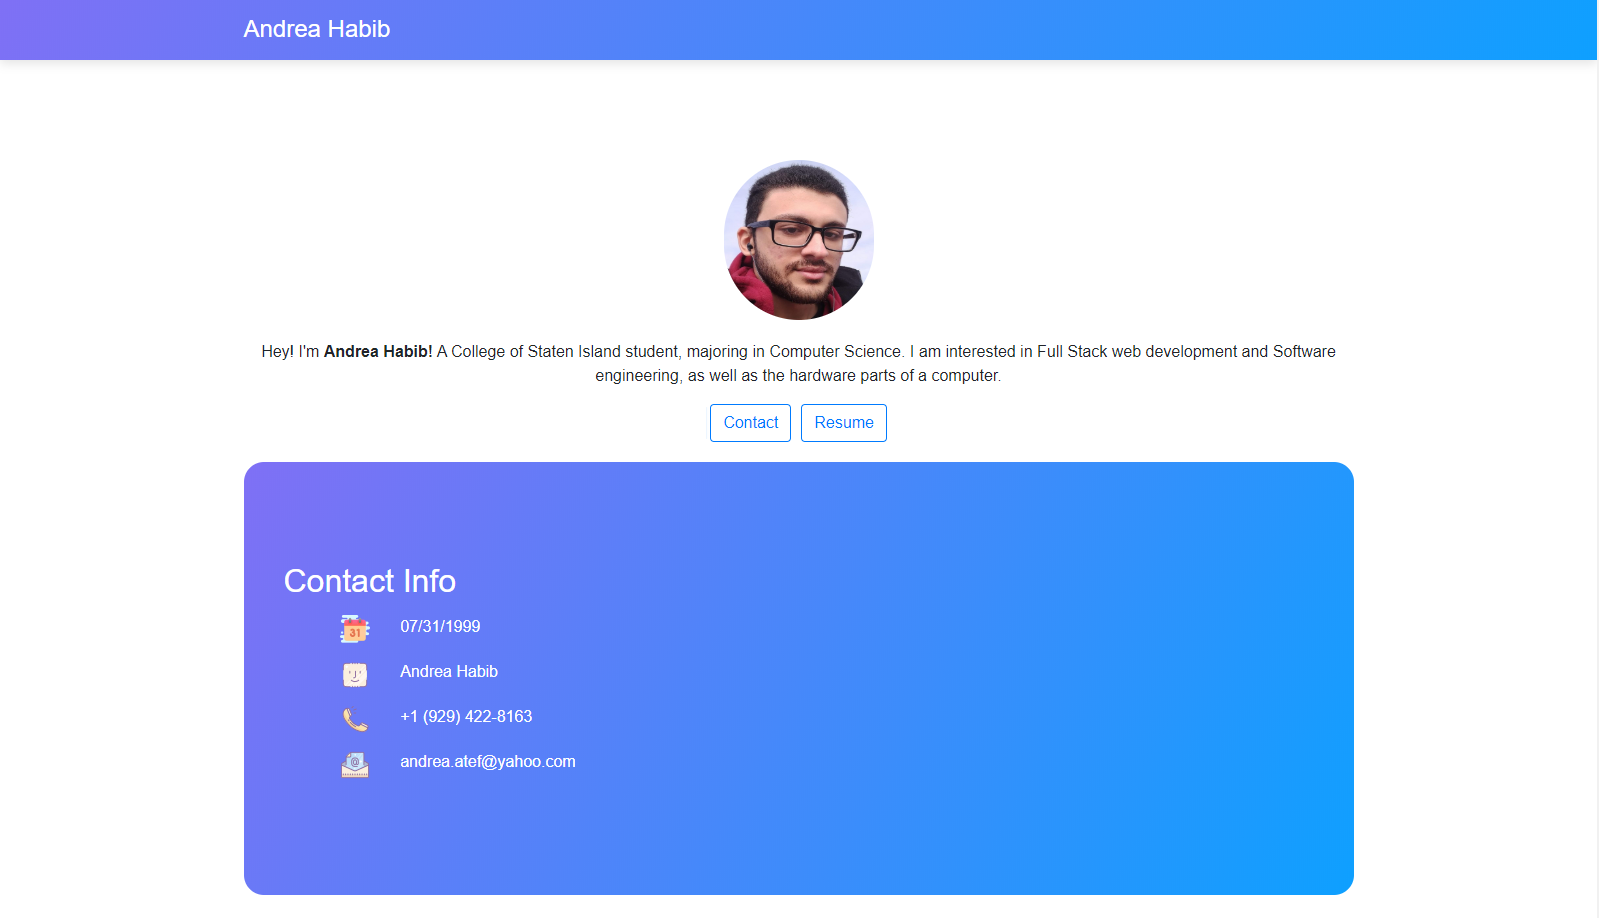 Andrea Habib
Hey! I'm Andrea Habib! A College of Staten Island student, majoring in Computer Science. I am interested in Full Stack web development and Software
engineering, as well as the hardware parts of a computer.
Contact
Resume
Contact Info
31
07/31/1999
Andrea Habib
+1 (929) 422-8163
@
andrea.atef@yahoo.com